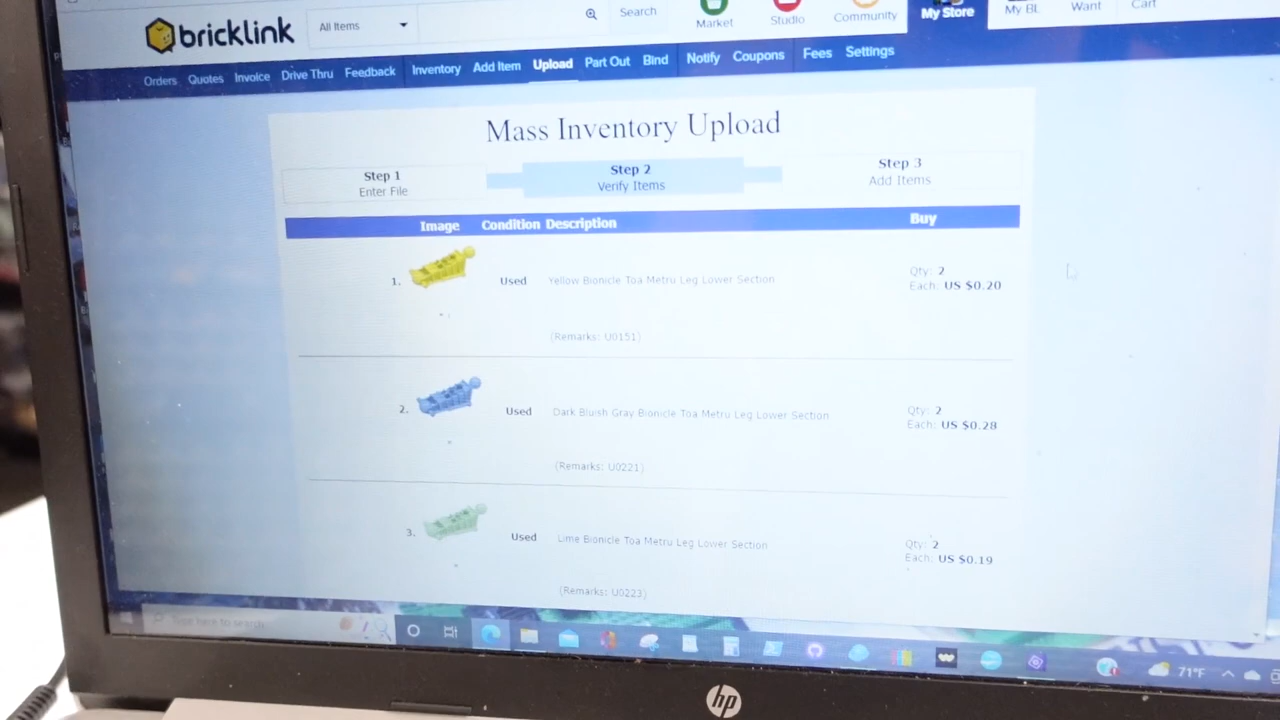 bricklink
All Items
Search
Market
Studio
Community
My Store
My BL
Want
Cart
Orders Quotes Invoice Drive Thru Feedback Inventory Add Item Upload Part Out Bind Notify Coupons Fees Settings
Mass Inventory Upload
Step 1
Enter File
Step 2
Verify Items
Step 3
Add Items
Image Condition Description Buy
1. Used Yellow Bionicle Toa Metru Leg Lower Section
Qty: 2
Each: US $0.20
(Remarks: U0151)
2. Used Dark Bluish Gray Bionicle Toa Metru Leg Lower Section
Qty: 2
Each: US $0.28
(Remarks: U0221)
3. Used Lime Bionicle Toa Metru Leg Lower Section
Qty: 2
Each: US $0.19
(Remarks: U0223)
Type here to search
71°F
hp